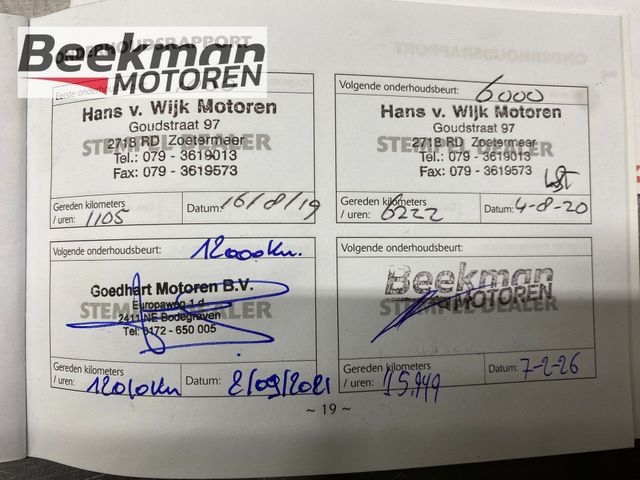 Beekman
MOTOREN
ONDERHOUDSRAPPORT
Eerste
Hans v. Wijk Motoren
Goudstraat 97
2718 RD Zoetermeer
STEMPEL DEALER
Tel.: 079 - 3619013
Fax: 079 - 3619573
Gereden kilometers
/ uren: 1105
Datum: 16/8/19
Volgende onderhoudsbeurt: 6000
Hans v. Wijk Motoren
Goudstraat 97
2718 RD Zoetermeer
STEMPEL DEALER
Tel.: 079 - 3619013
Fax: 079 - 3619573
Gereden kilometers
/ uren: 6222
Datum: 4-8-20
Volgende onderhoudsbeurt: 12000km.
Goedhart Motoren B.V.
Europaweg 1 d
STEMPEL DEALER
2411 NE Bodegraven
Tel: 0172 - 650 005
Gereden kilometers
/ uren: 12010km
Datum: 2/09/2021
Volgende onderhoudsbeurt:
Beekman
MOTOREN
STEMPEL DEALER
Gereden kilometers
/ uren: 15.949
Datum: 7-2-26
~ 19 ~